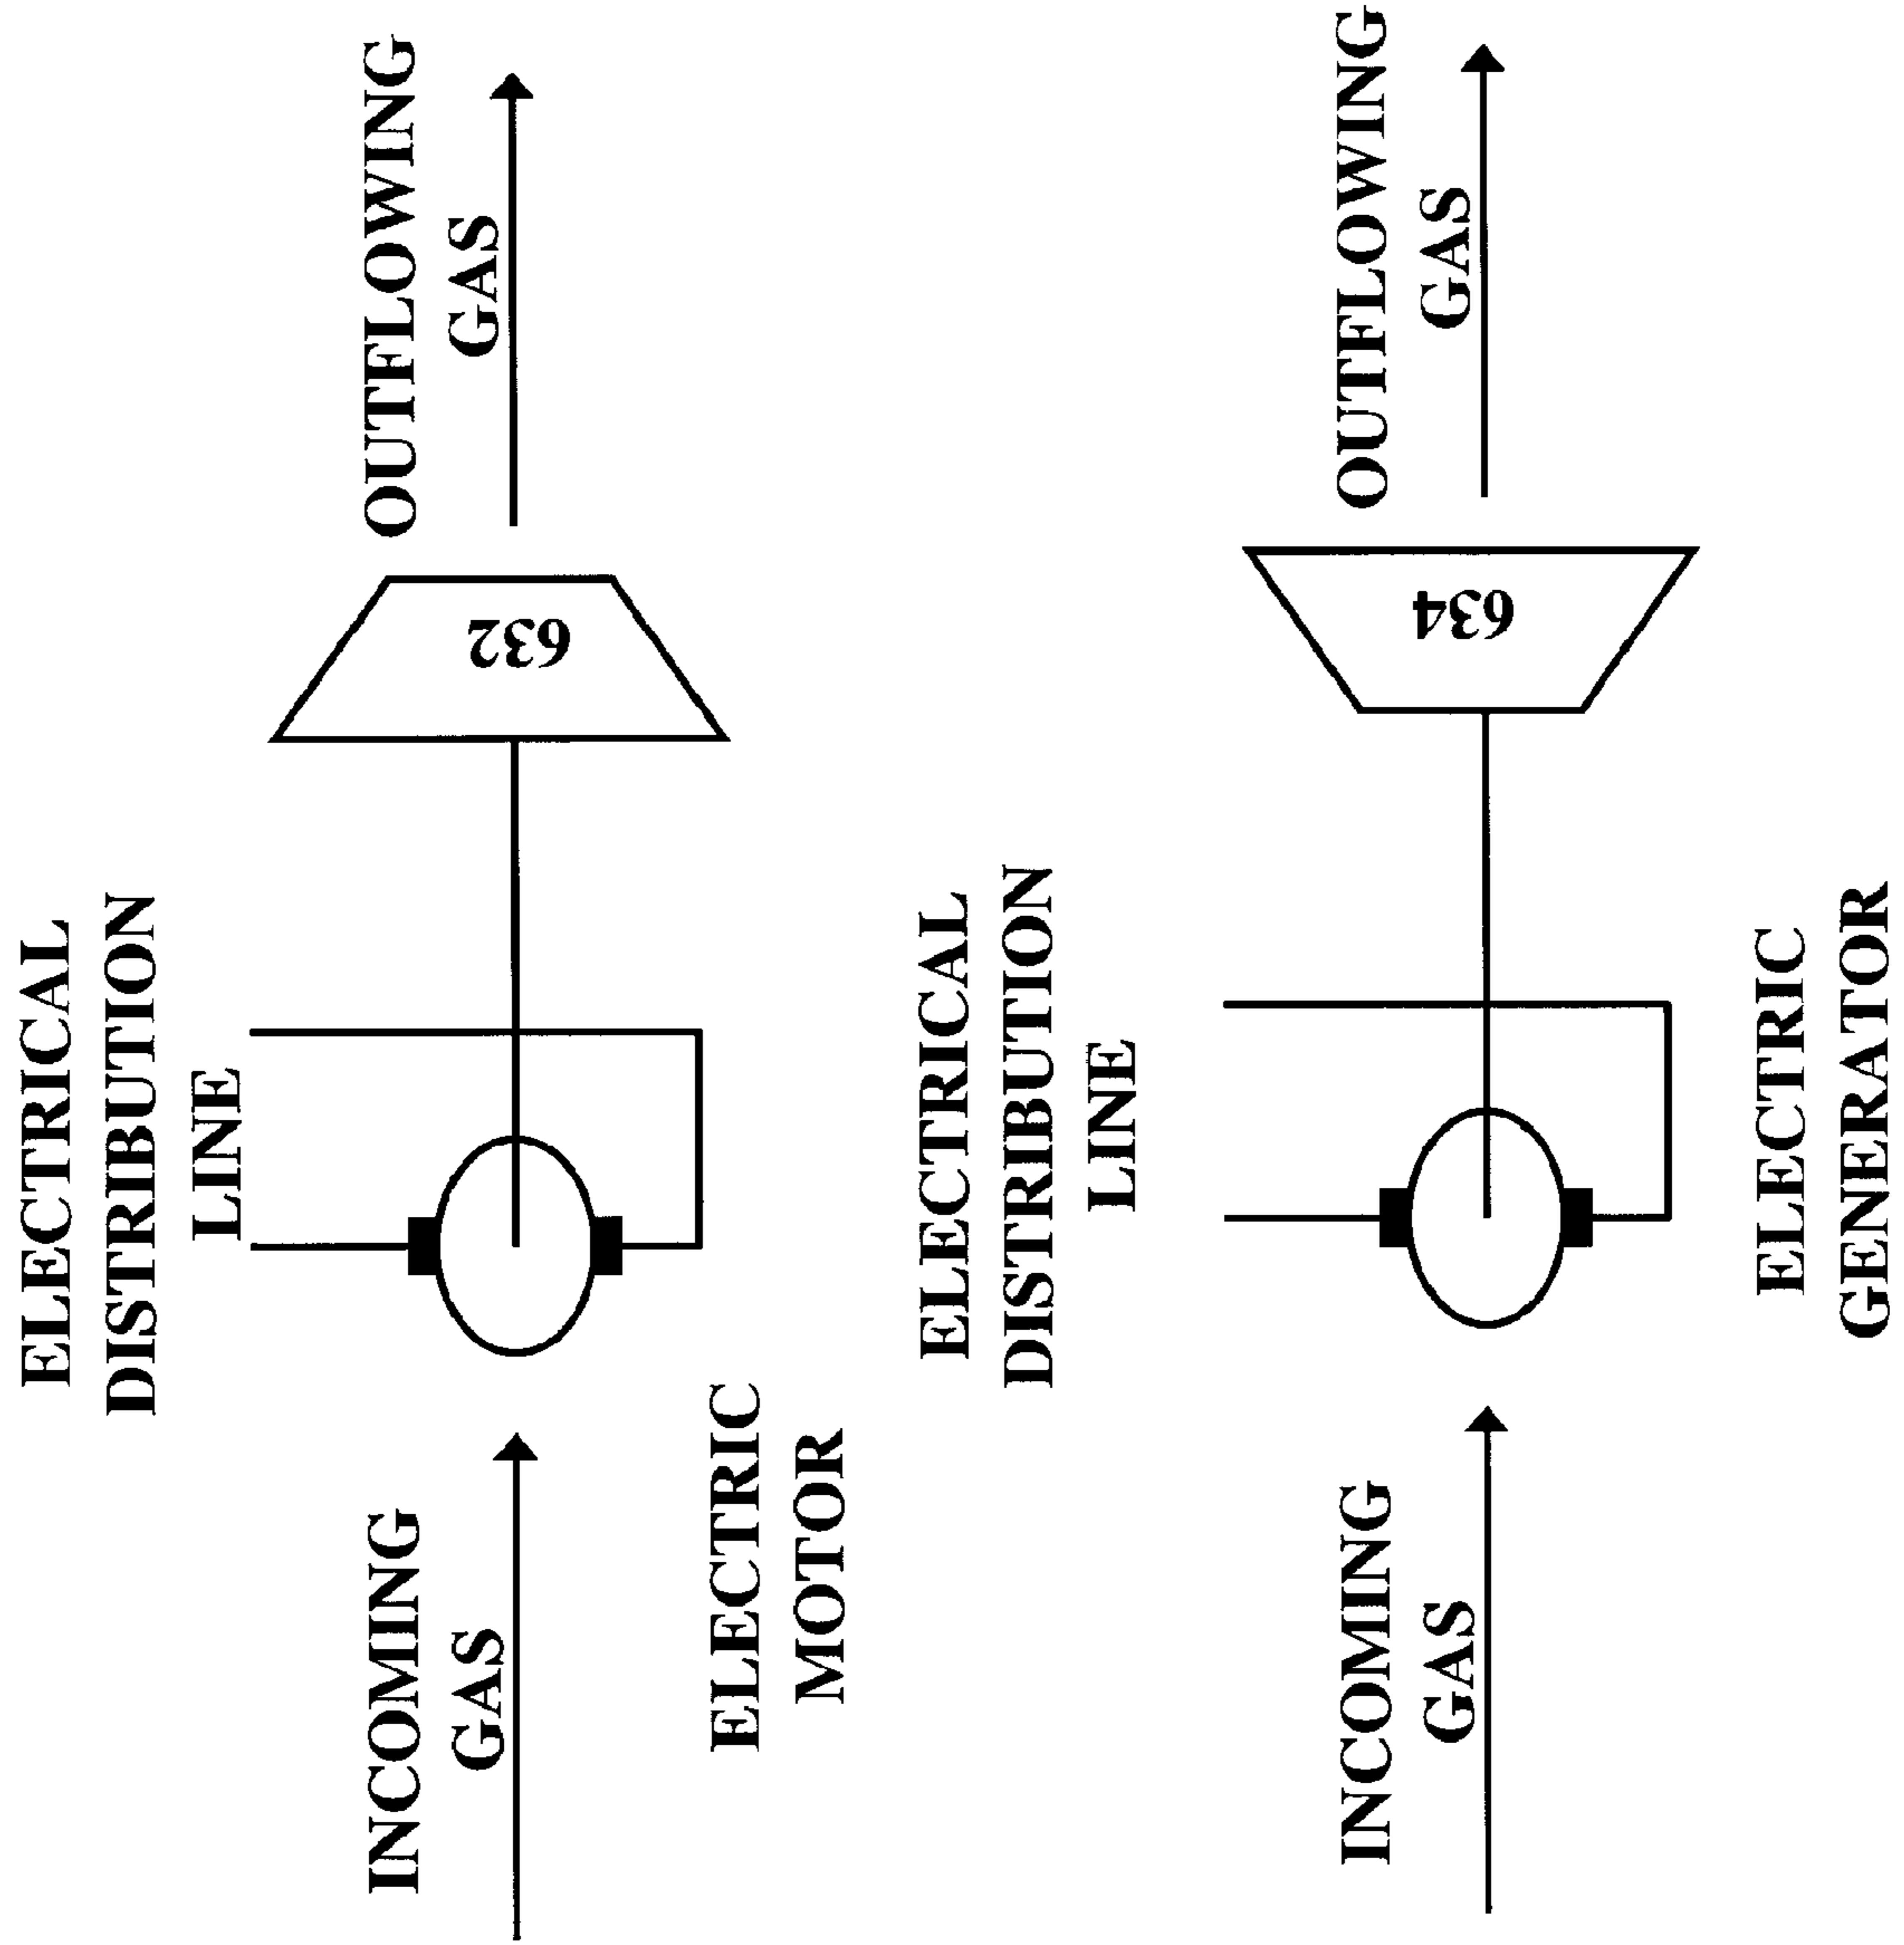 ELECTRICAL
DISTRIBUTION
LINE
INCOMING
GAS
OUTFLOWING
GAS
632
ELECTRIC
MOTOR
ELECTRICAL
DISTRIBUTION
LINE
INCOMING
GAS
OUTFLOWING
GAS
634
ELECTRIC
GENERATOR